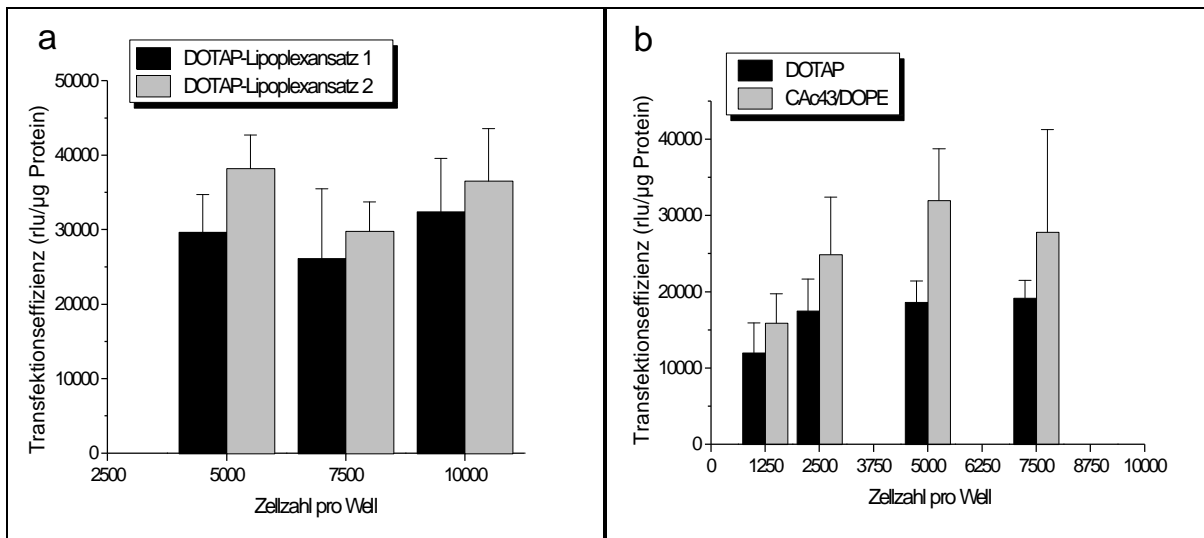 a
DOTAP-Lipoplexansatz 1
DOTAP-Lipoplexansatz 2
50000
40000
30000
20000
10000
0
Transfektionseffizienz (rlu/µg Protein)
2500
5000
7500
10000
Zellzahl pro Well
b
DOTAP
CAc43/DOPE
40000
30000
20000
10000
0
Transfektionseffizienz (rlu/µg Protein)
0
1250
2500
3750
5000
6250
7500
8750
10000
Zellzahl pro Well